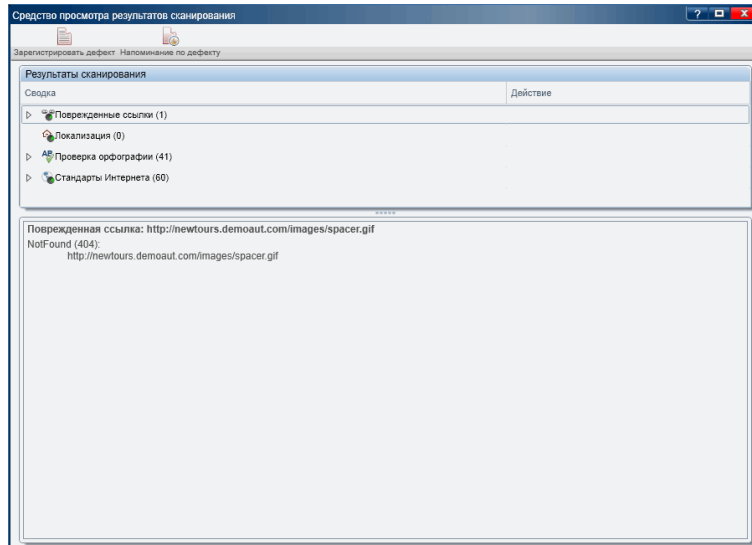 Средство просмотра результатов сканирования
Зарегистрировать дефект Напоминание по дефекту
Результаты сканирования
Сводка Действие
Поврежденные ссылки (1)
Локализация (0)
Проверка орфографии (41)
Стандарты Интернета (60)
Поврежденная ссылка: http://newtours.demoaut.com/images/spacer.gif
NotFound (404):
http://newtours.demoaut.com/images/spacer.gif